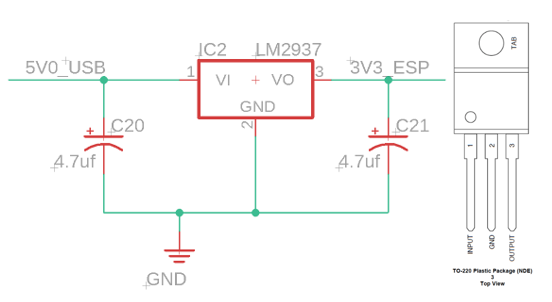 IC2 LM2937
5V0_USB
3V3_ESP
1 VI VO 3
GND
2
C20
4.7uf
C21
4.7uf
GND
TAB
1 2 3
INPUT GND OUTPUT
TO-220 Plastic Package (NDE)
3
Top View